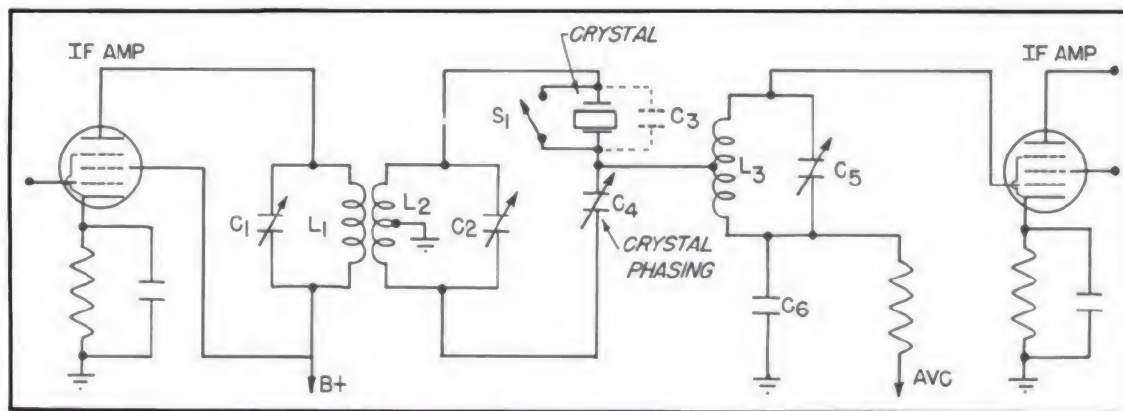 IF AMP
CRYSTAL
IF AMP
S1
C3
L3
C5
C1
L1
L2
C2
C4
CRYSTAL
PHASING
C6
B+
AVC